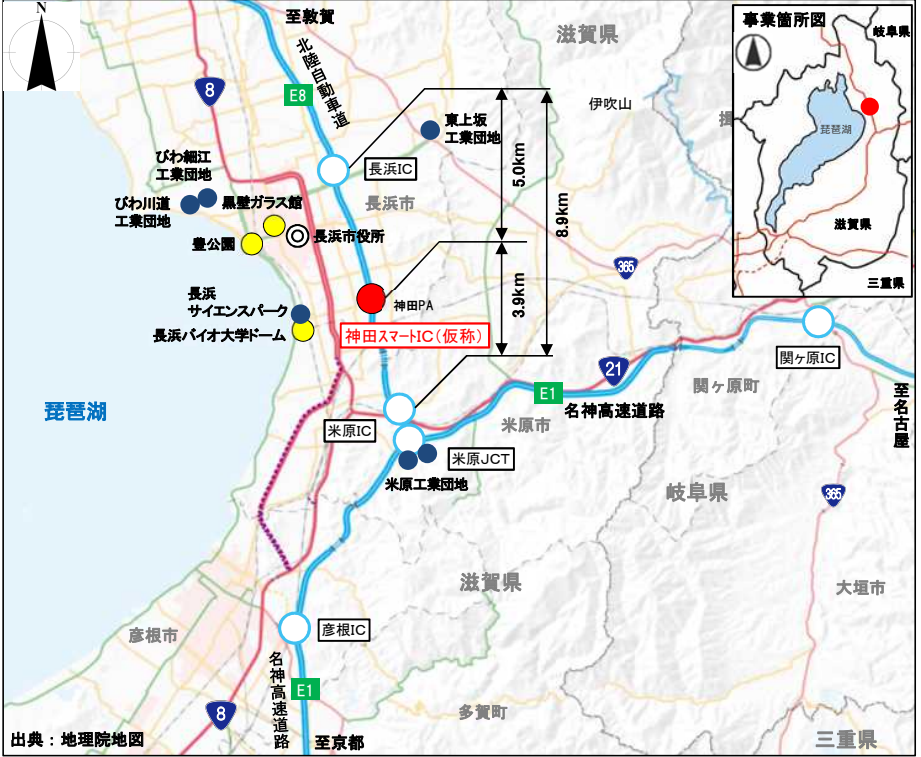 N
至敦賀
北陸自動車道
滋賀県
8
E8
伊吹山
揖
東上坂
工業団地
長浜IC
5.0km
8.9km
びわ細江
工業団地
長浜市
びわ川道
工業団地
黒壁ガラス館
豊公園
長浜市役所
365
3.9km
長浜
サイエンスパーク
神田PA
長浜バイオ大学ドーム
神田スマートIC(仮称)
関ヶ原IC
21
関ヶ原町
E1
名神高速道路
至名古屋
琵琶湖
米原市
米原IC
米原JCT
米原工業団地
岐阜県
365
滋賀県
大垣市
彦根市
彦根IC
名神高速道路
E1
8
多賀町
至京都
三重県
出典:地理院地図
事業箇所図
岐阜県
琵琶湖
滋賀県
三重県